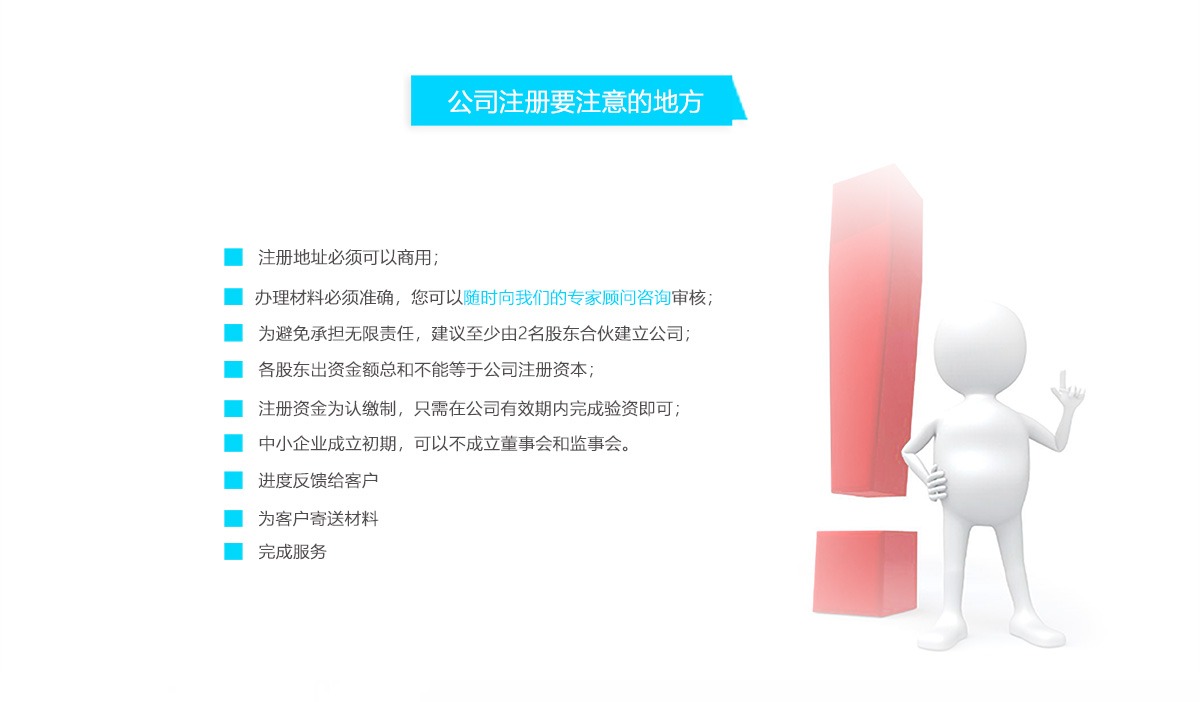 公司注册要注意的地方
注册地址必须可以商用；
办理材料必须准确，您可以随时向我们的专家顾问咨询审核；
为避免承担无限责任，建议至少由2名股东合伙建立公司；
各股东出资金额总和不能等于公司注册资本；
注册资金为认缴制，只需在公司有效期内完成验资即可；
中小企业成立初期，可以不成立董事会和监事会。
进度反馈给客户
为客户寄送材料
完成服务